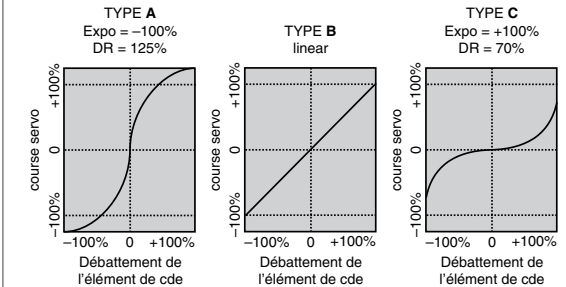 TYPE A
Expo = –100%
DR = 125%
course servo
+100%
0
–100%
–100% 0 +100%
Débattement de
l'élément de cde
TYPE B
linear
course servo
+100%
0
–100%
–100% 0 +100%
Débattement de
l'élément de cde
TYPE C
Expo = +100%
DR = 70%
course servo
+100%
0
–100%
–100% 0 +100%
Débattement de
l'élément de cde